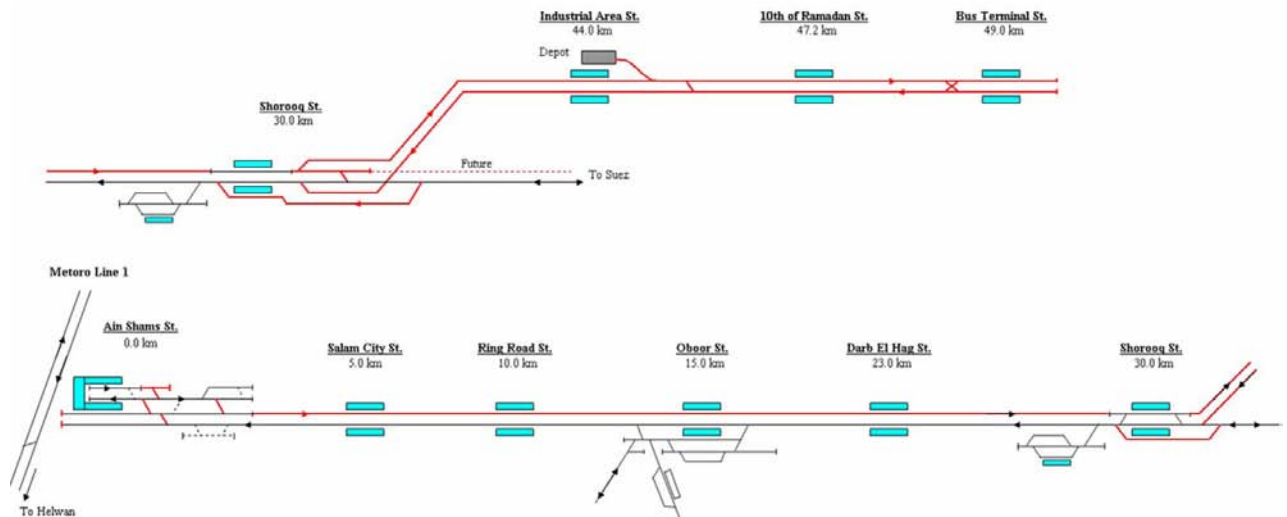 Industrial Area St.
44.0 km
10th of Ramadan St.
47.2 km
Bus Terminal St.
49.0 km
Depot
Shorooq St.
30.0 km
Future
To Suez
Metoro Line 1
Ain Shams St.
0.0 km
Salam City St.
5.0 km
Ring Road St.
10.0 km
Oboor St.
15.0 km
Darb El Hag St.
23.0 km
Shorooq St.
30.0 km
To Helwan